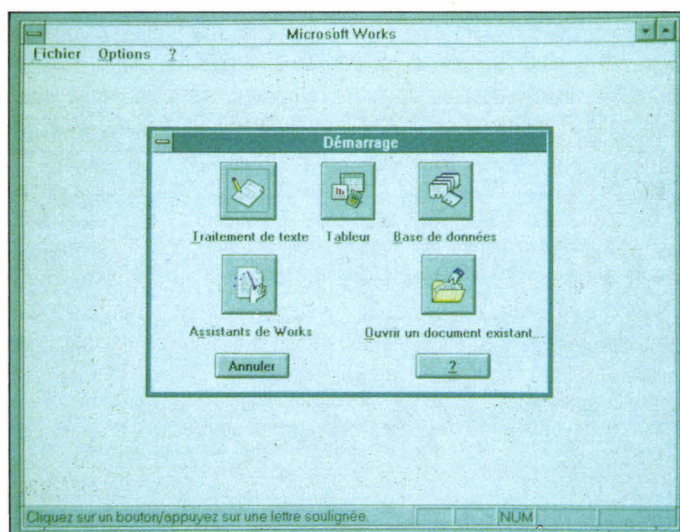 Microsoft Works
Fichier Options ?
Démarrage
Traitement de texte Tableur Base de données
Assistants de Works Ouvrir un document existant...
Annuler ?
Cliquez sur un bouton/appuyez sur une lettre soulignée. NUM